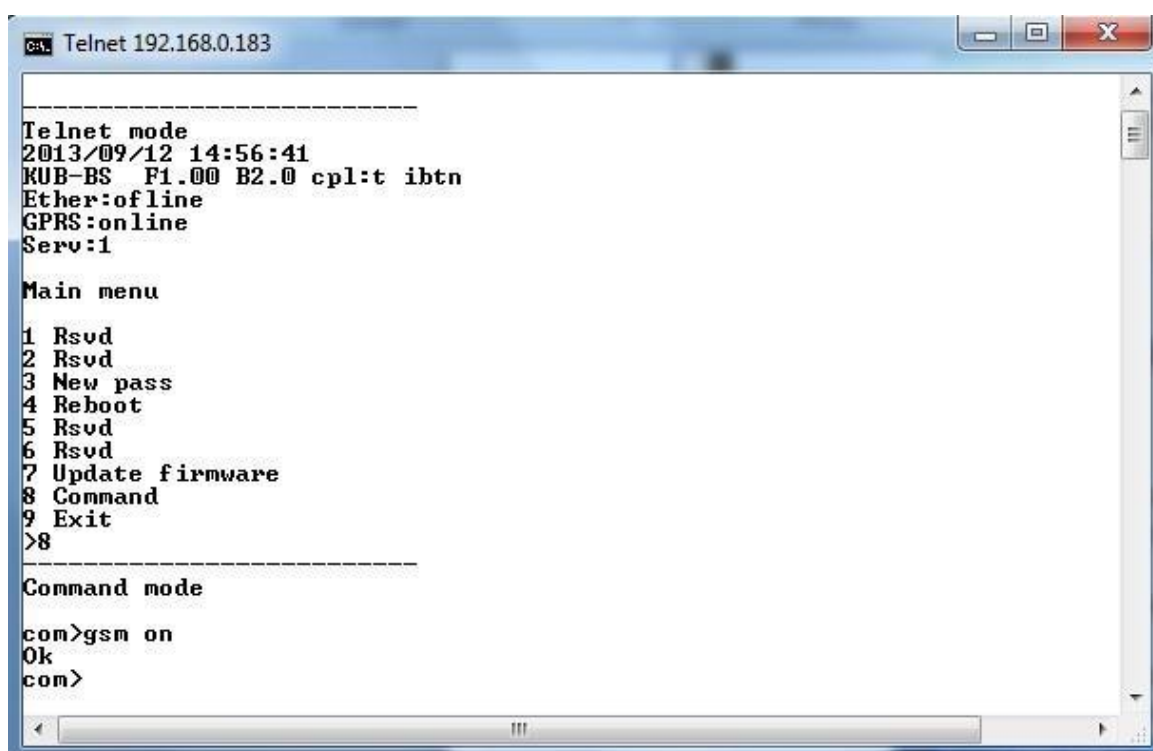 Telnet 192.168.0.183
---------------------------
Telnet mode
2013/09/12 14:56:41
KUB-BS  F1.00 B2.0 cpl:t ibtn
Ether:ofline
GPRS:online
Serv:1
Main menu
1 Rsvd
2 Rsvd
3 New pass
4 Reboot
5 Rsvd
6 Rsvd
7 Update firmware
8 Command
9 Exit
>8
---------------------------
Command mode
com>gsm on
Ok
com>